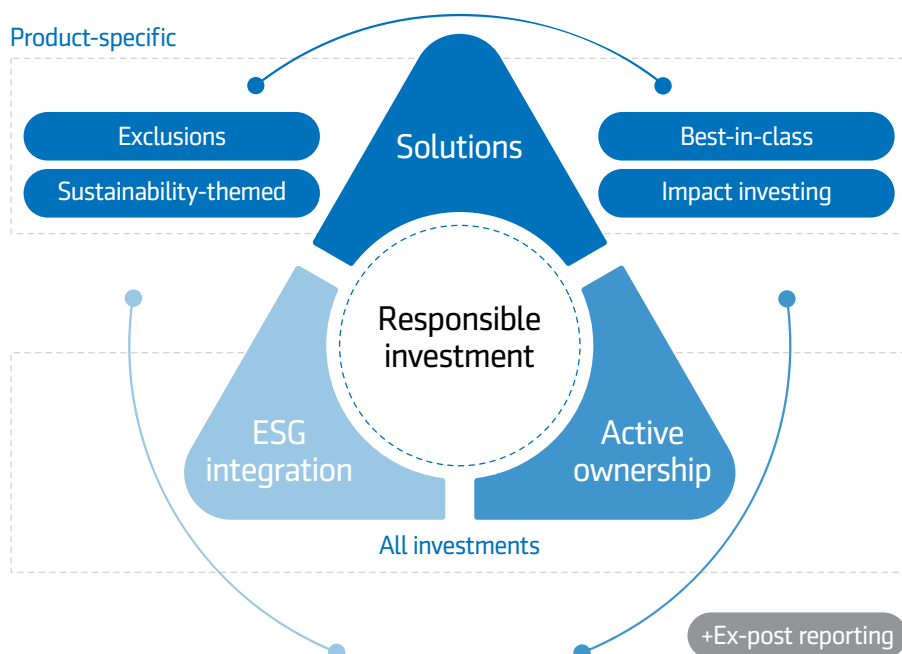 Product-specific
Exclusions
Sustainability-themed
Solutions
Best-in-class
Impact investing
Responsible
investment
ESG
integration
Active
ownership
All investments
+Ex-post reporting